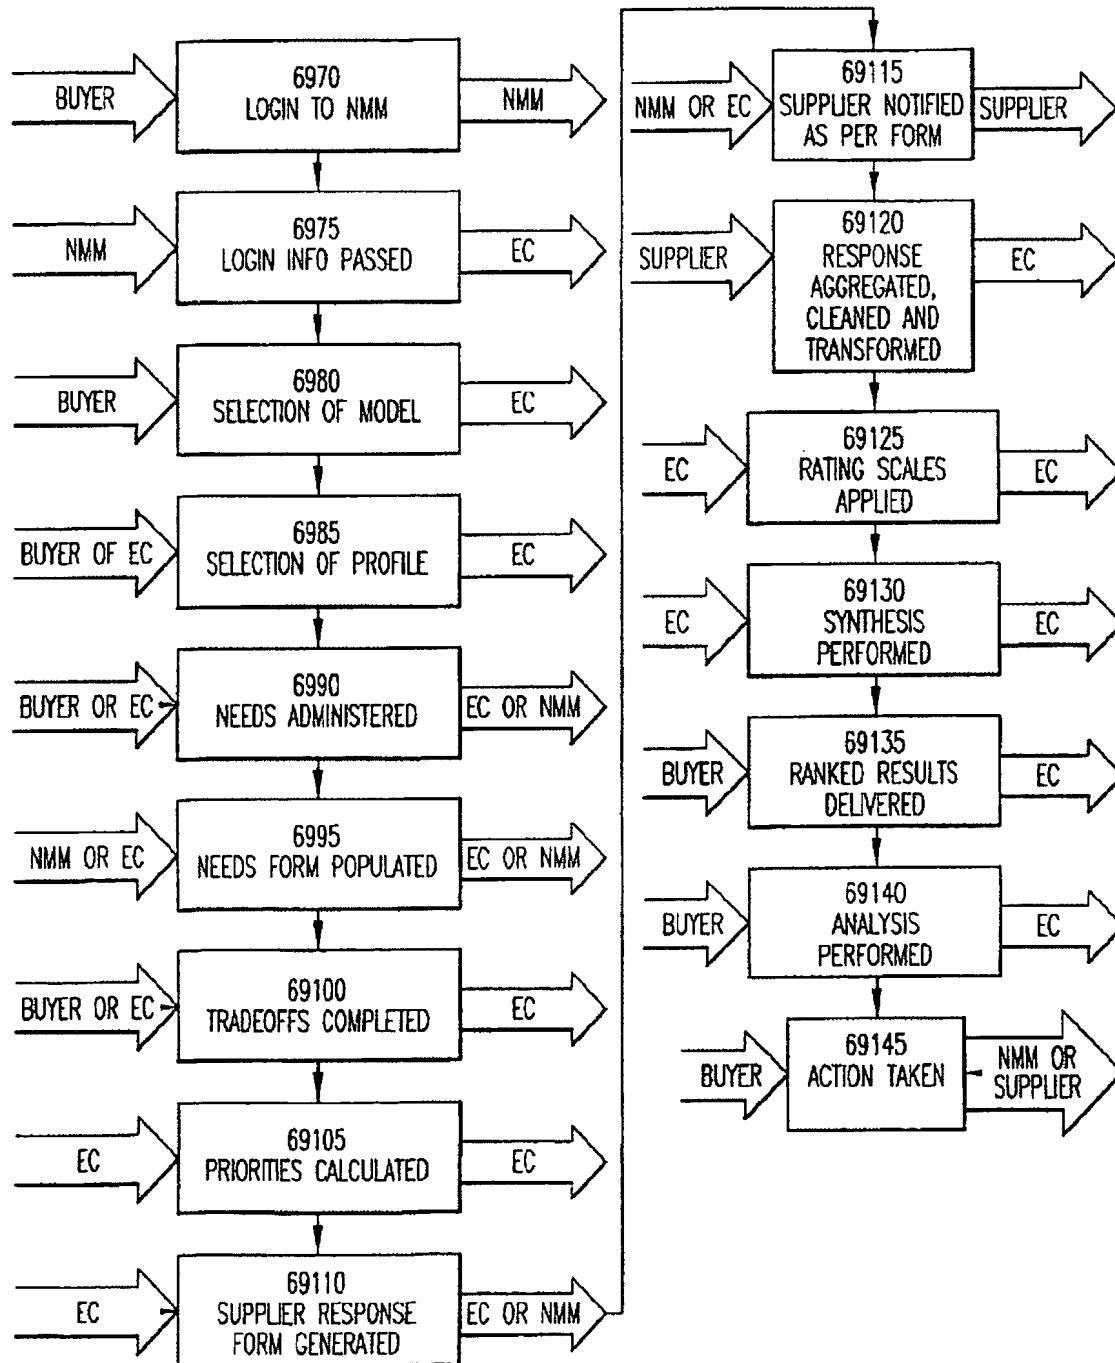 BUYER
6970
LOGIN TO NMM
NMM
NMM
6975
LOGIN INFO PASSED
EC
BUYER
6980
SELECTION OF MODEL
EC
BUYER OF EC
6985
SELECTION OF PROFILE
EC
BUYER OR EC
6990
NEEDS ADMINISTERED
EC OR NMM
NMM OR EC
6995
NEEDS FORM POPULATED
EC OR NMM
BUYER OR EC
69100
TRADEOFFS COMPLETED
EC
EC
69105
PRIORITIES CALCULATED
EC
EC
69110
SUPPLIER RESPONSE
FORM GENERATED
EC OR NMM
NMM OR EC
69115
SUPPLIER NOTIFIED
AS PER FORM
SUPPLIER
SUPPLIER
69120
RESPONSE
AGGREGATED,
CLEANED AND
TRANSFORMED
EC
EC
69125
RATING SCALES
APPLIED
EC
EC
69130
SYNTHESIS
PERFORMED
EC
BUYER
69135
RANKED RESULTS
DELIVERED
EC
BUYER
69140
ANALYSIS
PERFORMED
EC
BUYER
69145
ACTION TAKEN
NMM OR
SUPPLIER